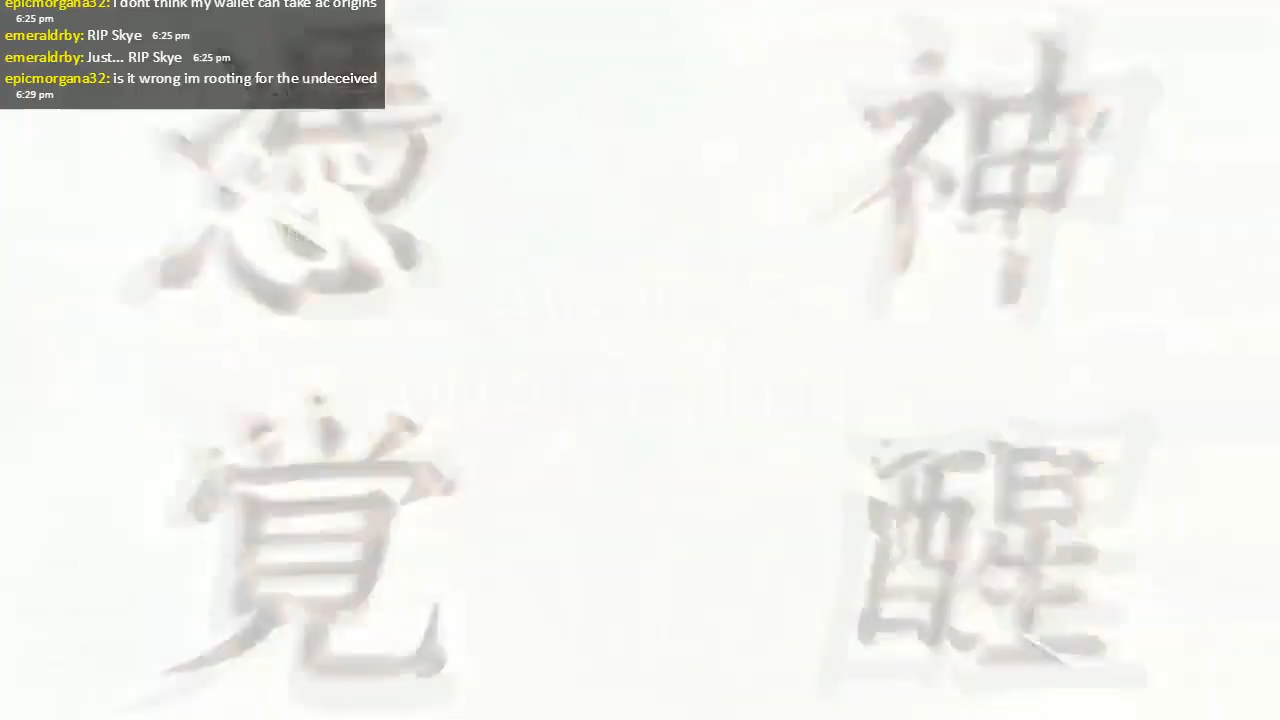 epicmorgana32: I dont think my wallet can take ac origins
6:25 pm
emeraldrby: RIP Skye 6:25 pm
emeraldrby: Just... RIP Skye 6:25 pm
epicmorgana32: is it wrong im rooting for the undeceived
6:29 pm
神
覚 醒